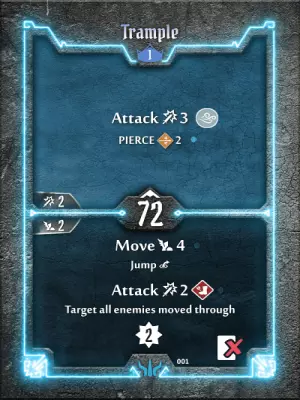 Trample
1
Attack 3
PIERCE 2
2
72
2
Move 4
Jump
Attack 2
Target all enemies moved through
2
001